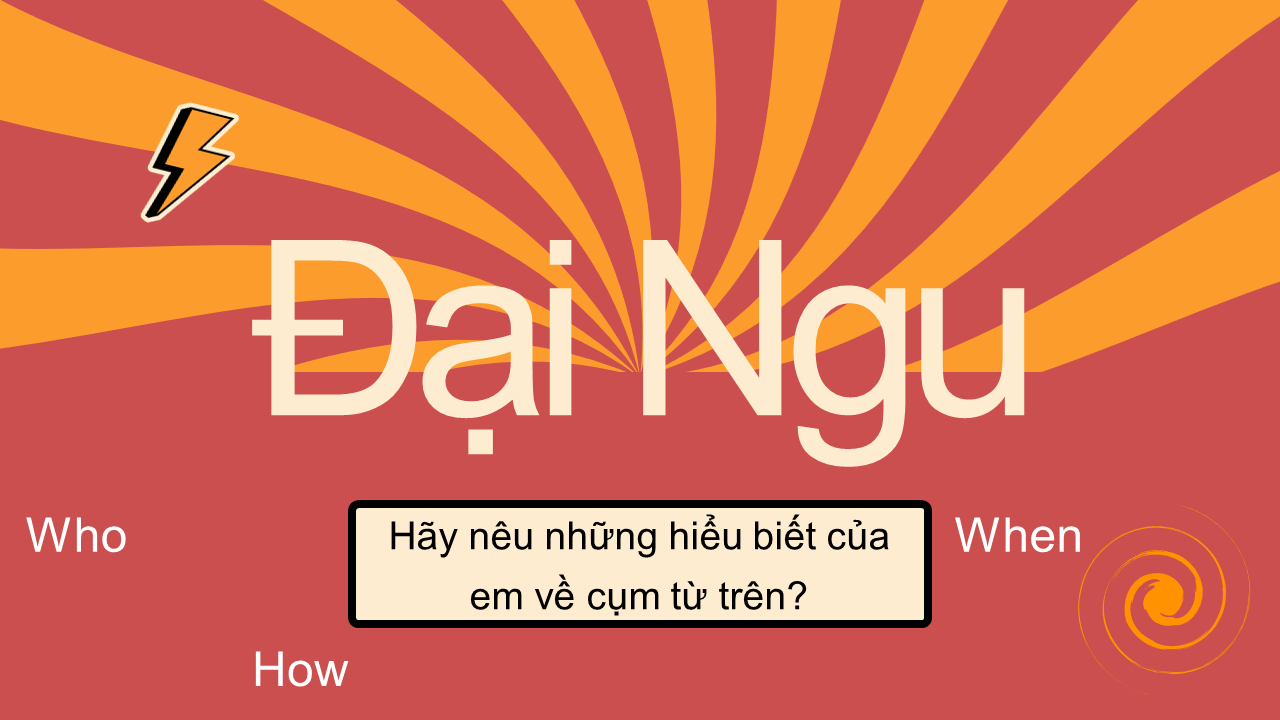 Đại Ngu
Who
Hãy nêu những hiểu biết của
em về cụm từ trên?
When
How